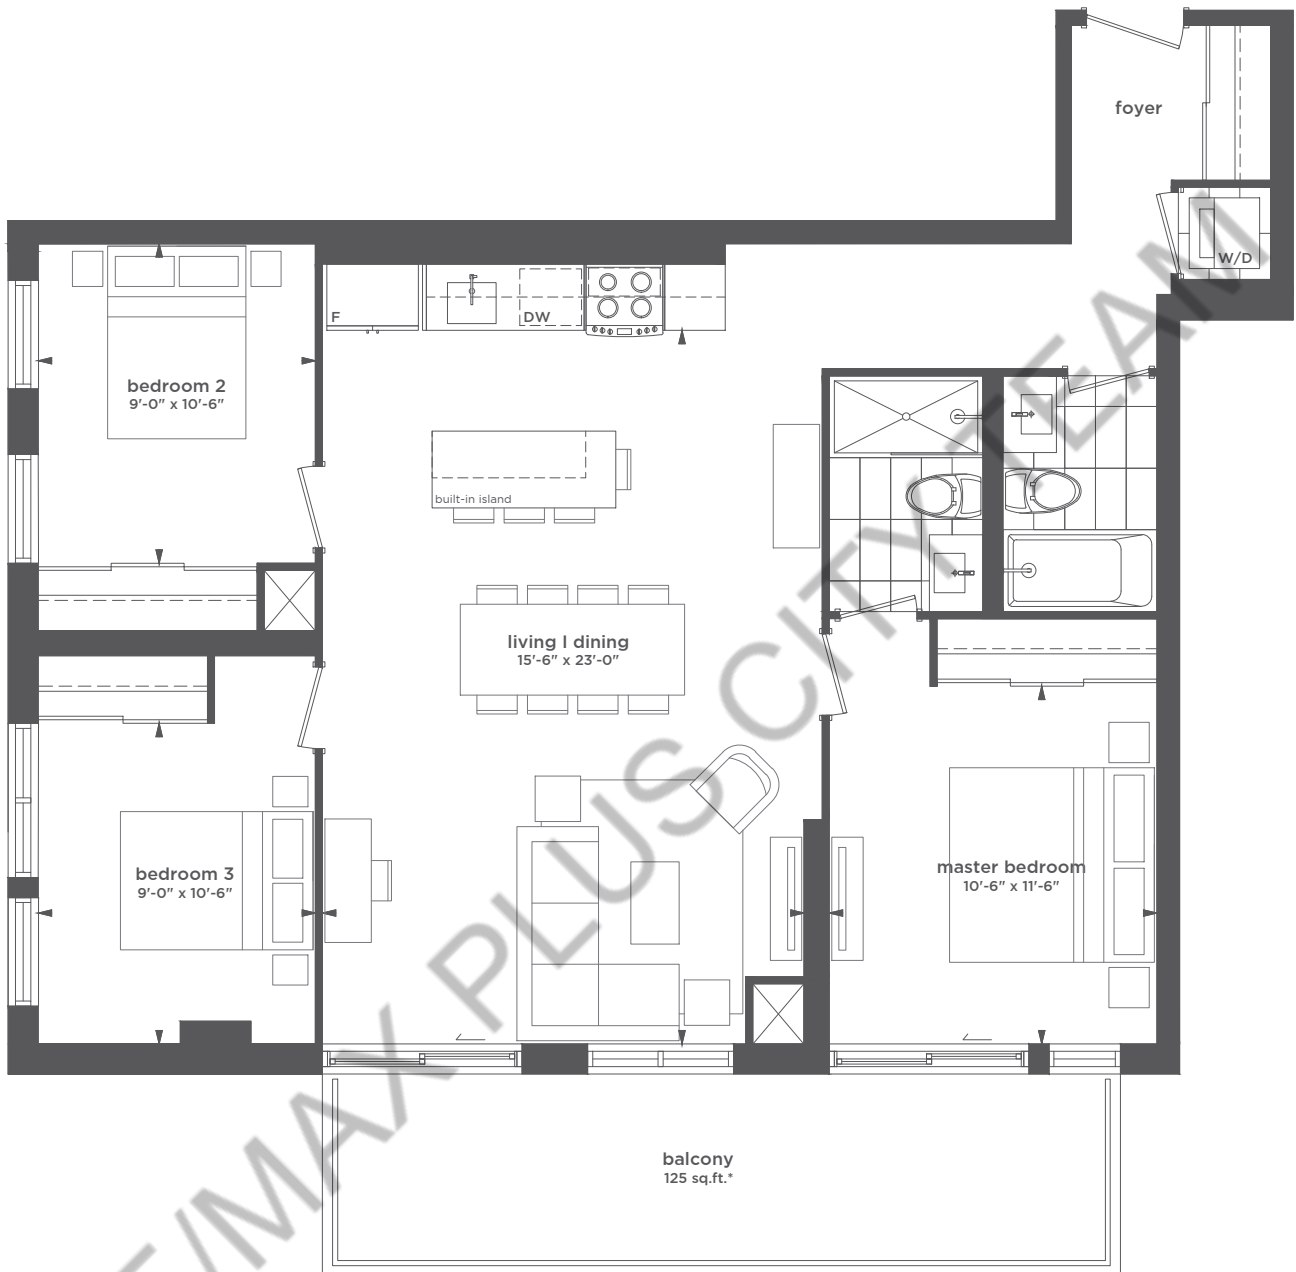 foyer
W/D
F
DW
bedroom 2
9'-0" x 10'-6"
built-in island
living I dining
15'-6" x 23'-0"
bedroom 3
9'-0" x 10'-6"
master bedroom
10'-6" x 11'-6"
balcony
125 sq.ft.*
E/MAX PLUS CITY TEAM